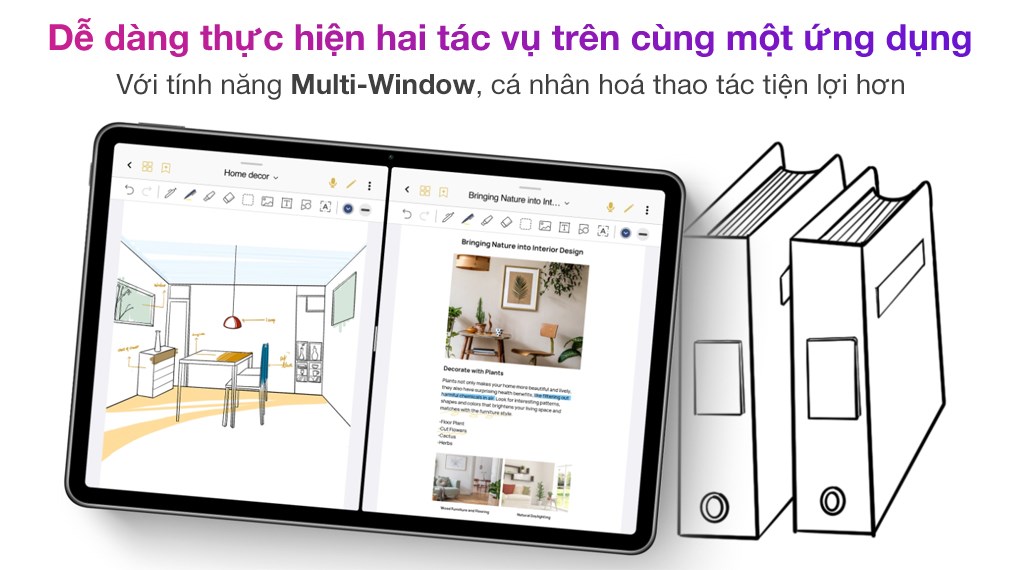 Dễ dàng thực hiện hai tác vụ trên cùng một ứng dụng
Với tính năng Multi-Window, cá nhân hoá thao tác tiện lợi hơn
Home decor
window
lamp
Bringing Nature into Int...
Bringing Nature into Interior Design
Decorate with Plants
Plants not only makes your home more beautiful and lively,
they also have surprising health benefits, like filtering out
harmful chemicals in air. Look for interesting patterns,
shapes and colors that brightens your living space and
matches with the furniture style.
-Floor Plant
-Cut Flowers
-Cactus
-Herbs
Wood Furniture and Flooring
Natural Daylighting